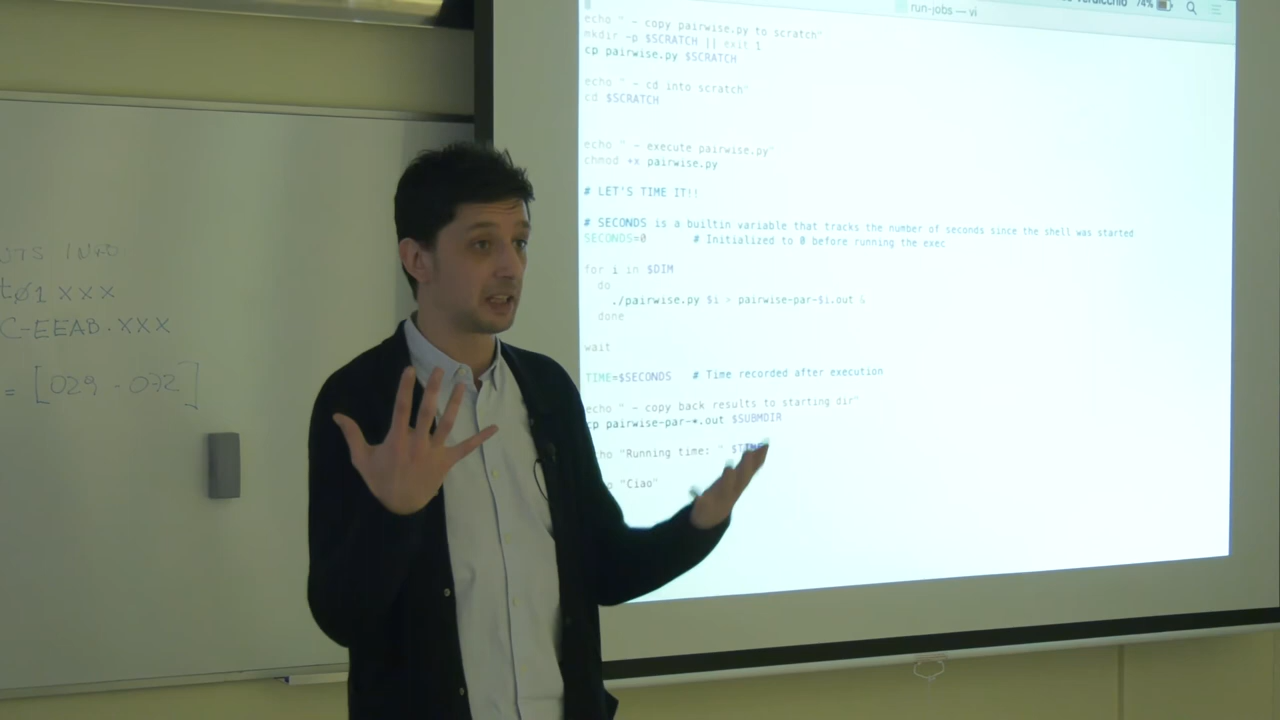 t01XXX
C-EEAB.XXX
= [029 - 072]
74%
run-jobs — vi
echo " - copy pairwise.py to scratch"
mkdir -p $SCRATCH || exit 1
cp pairwise.py $SCRATCH
echo " - cd into scratch"
cd $SCRATCH
echo " - execute pairwise.py"
chmod +x pairwise.py
# LET'S TIME IT!!
# SECONDS is a builtin variable that tracks the number of seconds since the shell was started
SECONDS=0 # Initialized to 0 before running the exec
for i in $DIM
do
./pairwise.py $i > pairwise-par-$i.out &
done
wait
TIME=$SECONDS # Time recorded after execution
echo " - copy back results to starting dir"
cp pairwise-par-*.out $SUBMDIR
cho "Running time: "
o "Ciao"